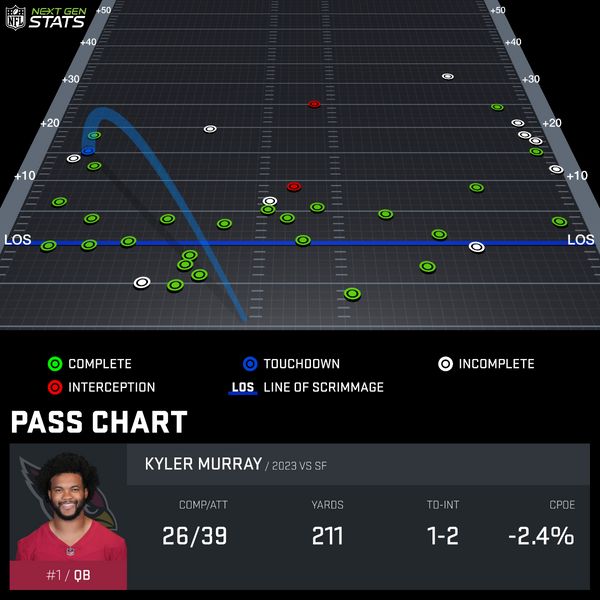 NFL NEXT GEN STATS
+50 +50
+40 +40
+30 +30
+20 +20
+10 +10
LOS LOS
COMPLETE TOUCHDOWN INCOMPLETE
INTERCEPTION LOS LINE OF SCRIMMAGE
PASS CHART
KYLER MURRAY / 2023 VS SF
COMP/ATT YARDS TD-INT CPOE
26/39 211 1-2 -2.4%
#1 / QB